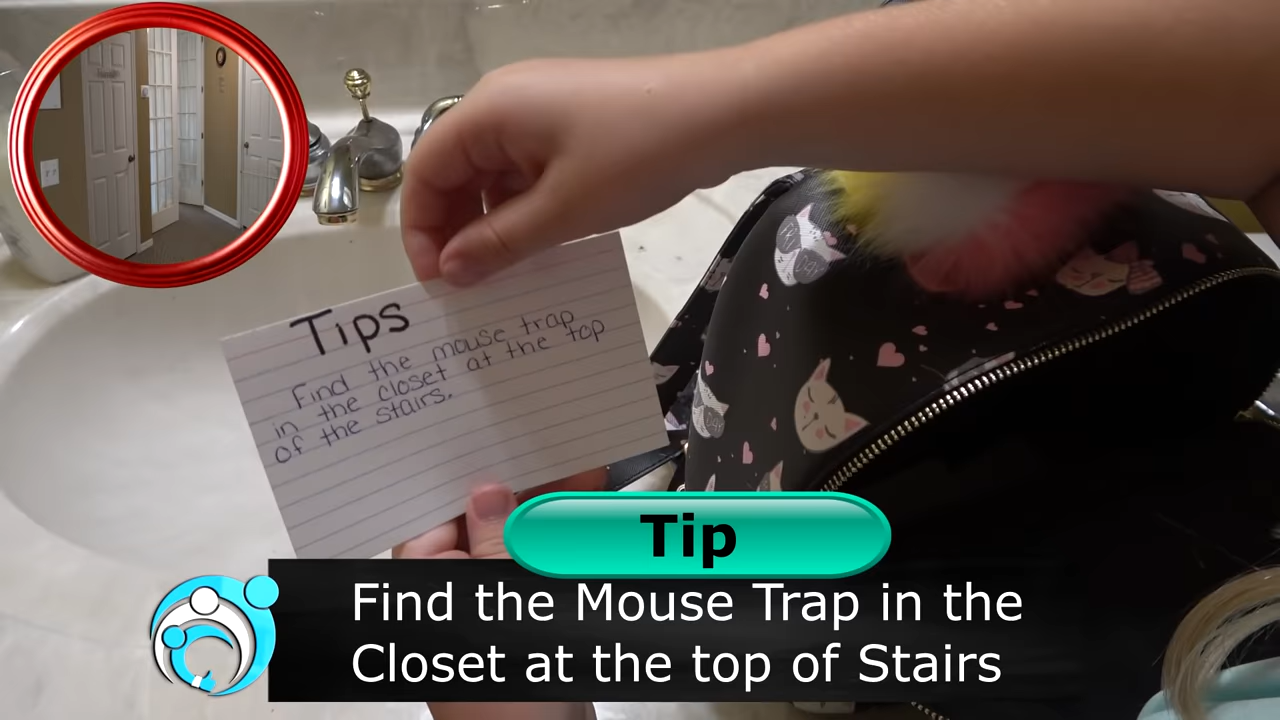 Tips
Find the mouse trap
in the closet at the top
of the stairs.
Tip
Find the Mouse Trap in the
Closet at the top of Stairs